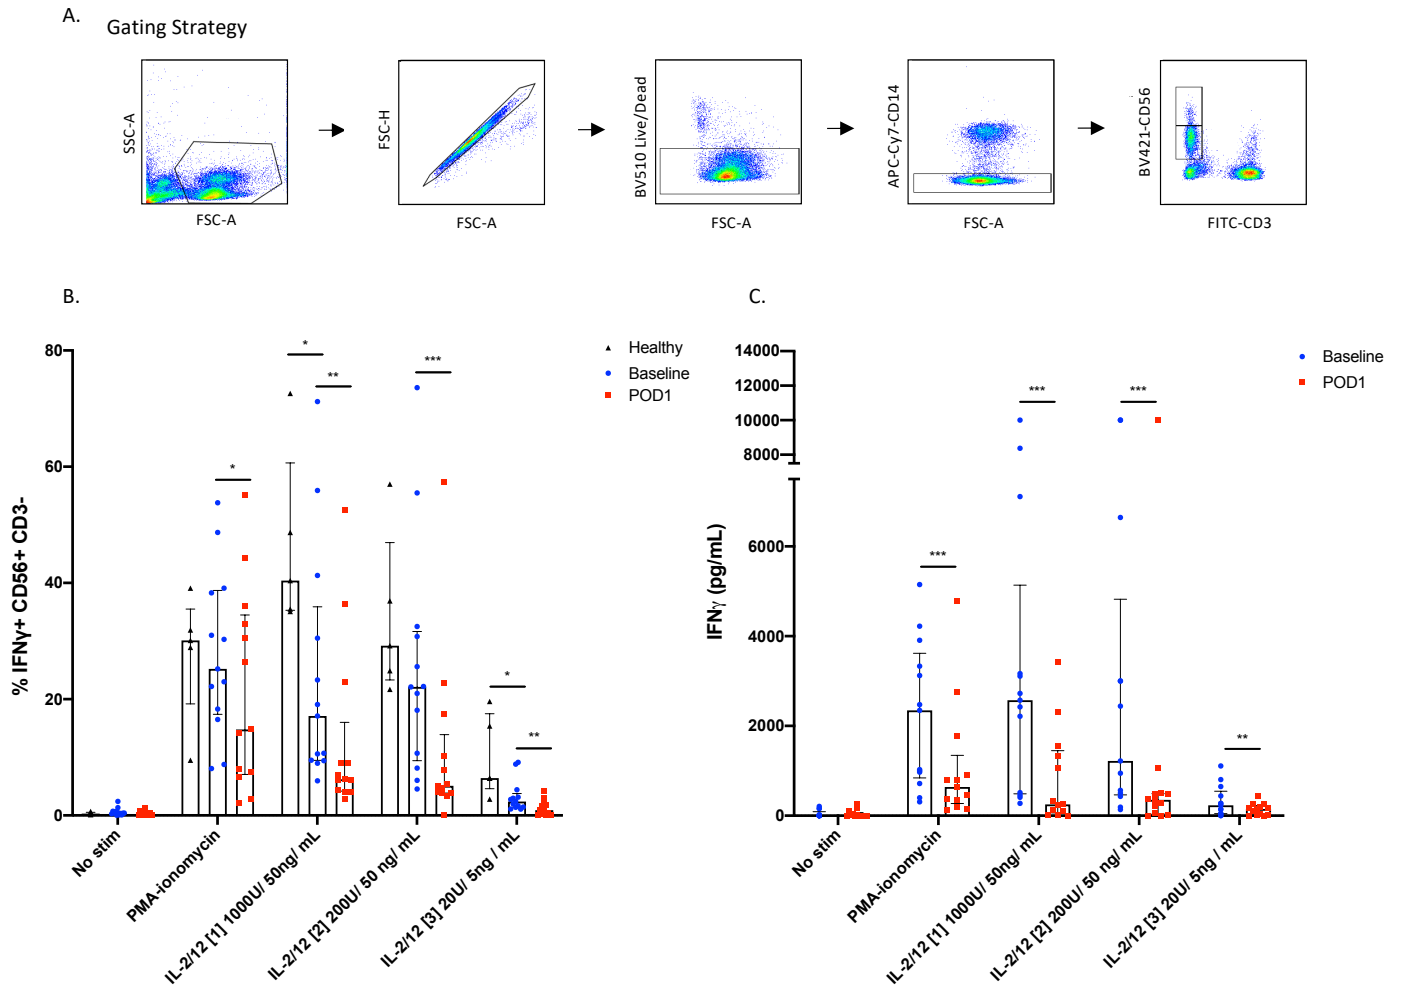 A.
Gating Strategy
SSC-A
FSC-A
FSC-H
FSC-A
BV510 Live/Dead
FSC-A
APC-Cy7-CD14
FSC-A
BV421-CD56
FITC-CD3
B.
% IFNγ+ CD56+ CD3-
80
60
40
20
0
*
*
**
***
*
**
Healthy
Baseline
POD1
No stim
PMA-ionomycin
IL-2/12 [1] 1000U/ 50ng/ mL
IL-2/12 [2] 200U/ 50 ng/ mL
IL-2/12 [3] 20U/ 5ng / mL
C.
IFNγ (pg/mL)
14000
12000
10000
8000
6000
4000
2000
0
***
***
***
**
Baseline
POD1
No stim
PMA-ionomycin
IL-2/12 [1] 1000U/ 50ng/ mL
IL-2/12 [2] 200U/ 50 ng/ mL
IL-2/12 [3] 20U/ 5ng / mL